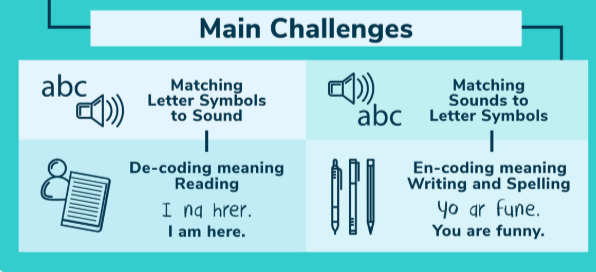 Main Challenges
abc
Matching
Letter Symbols
to Sound
De-coding meaning
Reading
I na hrer.
I am here.
abc
Matching
Sounds to
Letter Symbols
En-coding meaning
Writing and Spelling
Yo ar fune.
You are funny.